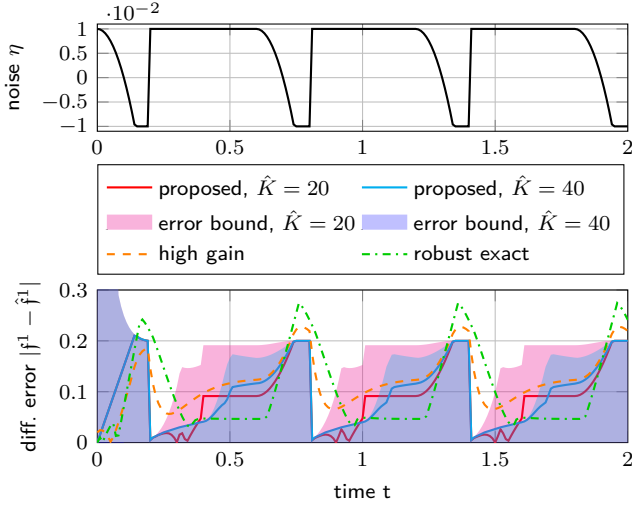 1
0.5
0
−0.5
−1
·10−2
noise η
0 0.5 1 1.5 2
proposed, K̂ = 20 proposed, K̂ = 40
error bound, K̂ = 20 error bound, K̂ = 40
high gain robust exact
0.3
0.2
0.1
0
diff. error |𝔣¹ − 𝔣̂¹|
0 0.5 1 1.5 2
time t